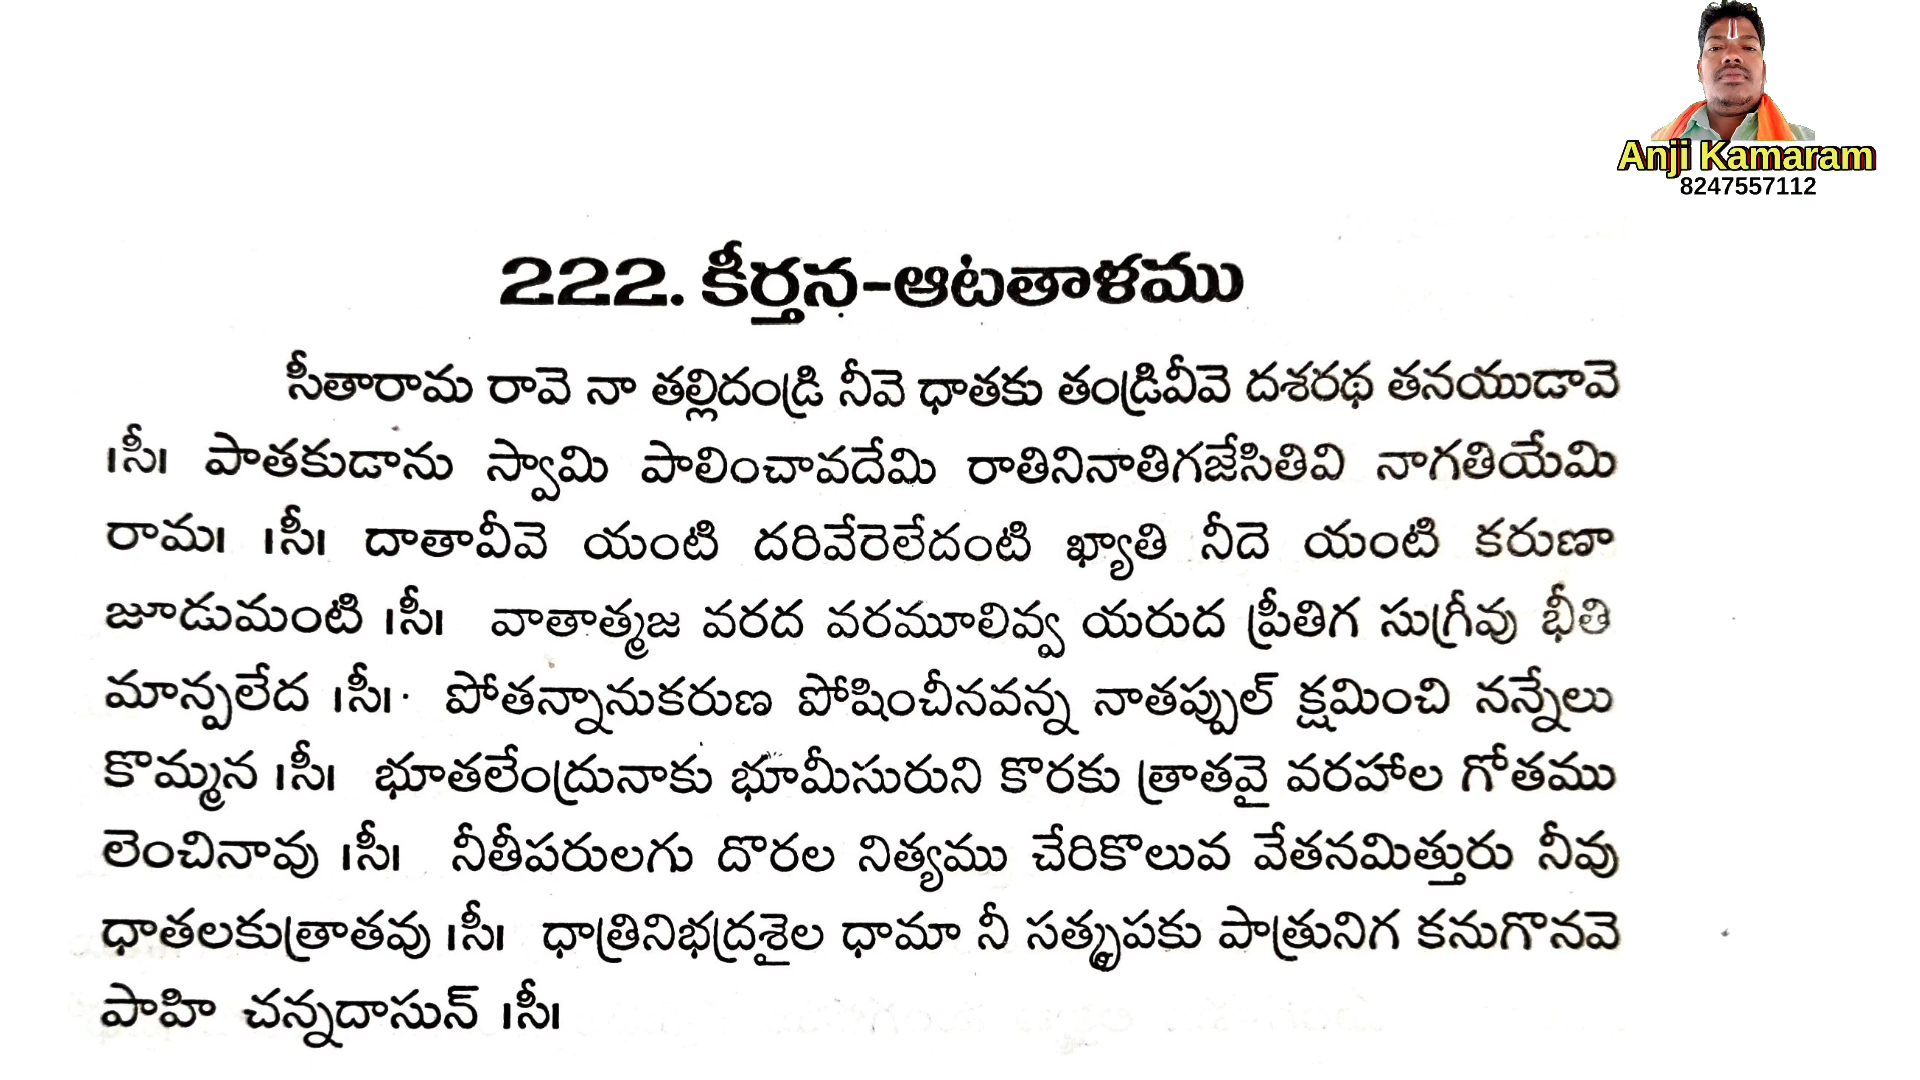 Anji Kamaram
8247557112
222. కీర్తన-ఆటతాళము
సీతారామ రావె నా తల్లిదండ్రి నీవె ధాతకు తండ్రివీవె దశరథ తనయుడావె
।సీ। పాతకుడాను స్వామి పాలించావదేమి రాతినినాతిగజేసితివి నాగతియేమి
రామ। ।సీ। దాతావీవె యంటి దరివేరెలేదంటి ఖ్యాతి నీదె యంటి కరుణా
జూడుమంటి ।సీ। వాతాత్మజ వరద వరమూలివ్వ యరుద ప్రీతిగ సుగ్రీవు భీతి
మాన్పలేద ।సీ। పోతన్నానుకరుణ పోషించీనవన్న నాతప్పుల్ క్షమించి నన్నేలు
కొమ్మన ।సీ। భూతలేంద్రునాకు భూమీసురుని కొరకు త్రాతవై వరహాల గోతము
లెంచినావు ।సీ। నీతీపరులగు దొరల నిత్యము చేరికొలువ వేతనమిత్తురు నీవు
ధాతలకుత్రాతవు ।సీ। ధాత్రినిభద్రశైల ధామా నీ సత్కృపకు పాత్రునిగ కనుగొనవె
పాహి చన్నదాసున్ ।సీ।